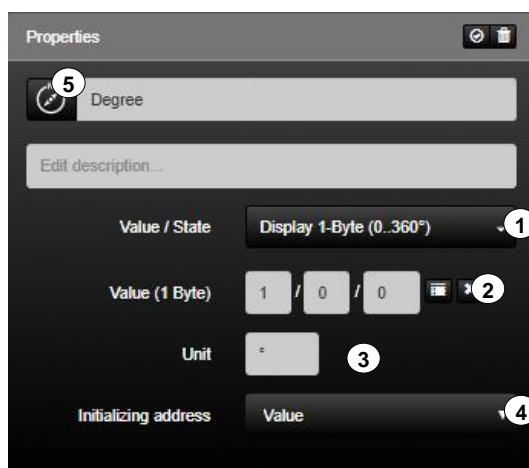 Properties
5
Degree
Edit description...
Value / State Display 1-Byte (0..360°) 1
Value (1 Byte) 1 / 0 / 0 2
Unit ° 3
Initializing address Value 4